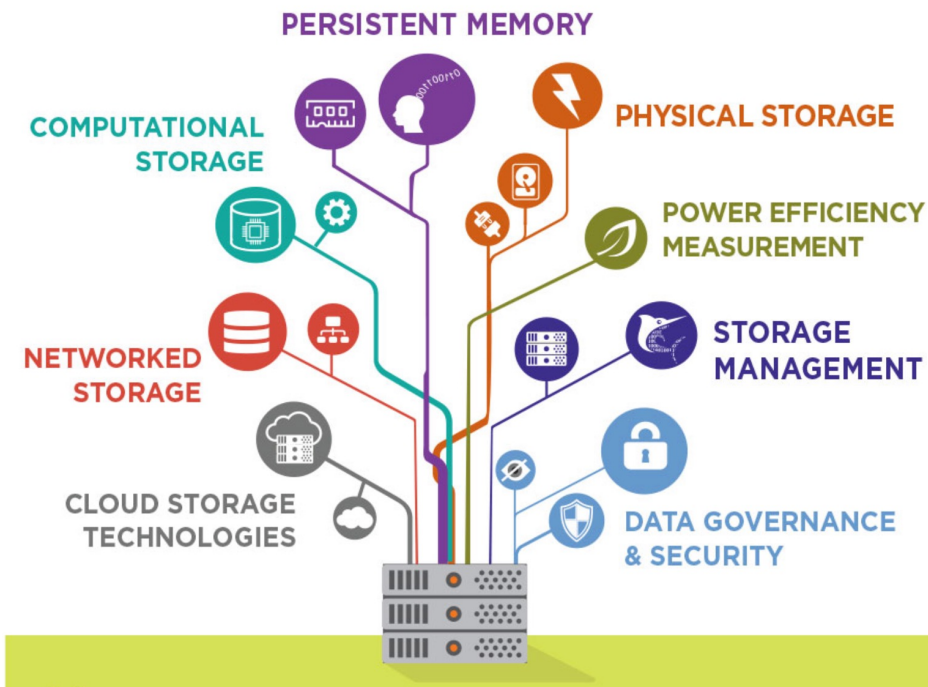 PERSISTENT MEMORY
COMPUTATIONAL
STORAGE
PHYSICAL STORAGE
POWER EFFICIENCY
MEASUREMENT
NETWORKED
STORAGE
STORAGE
MANAGEMENT
CLOUD STORAGE
TECHNOLOGIES
DATA GOVERNANCE
& SECURITY